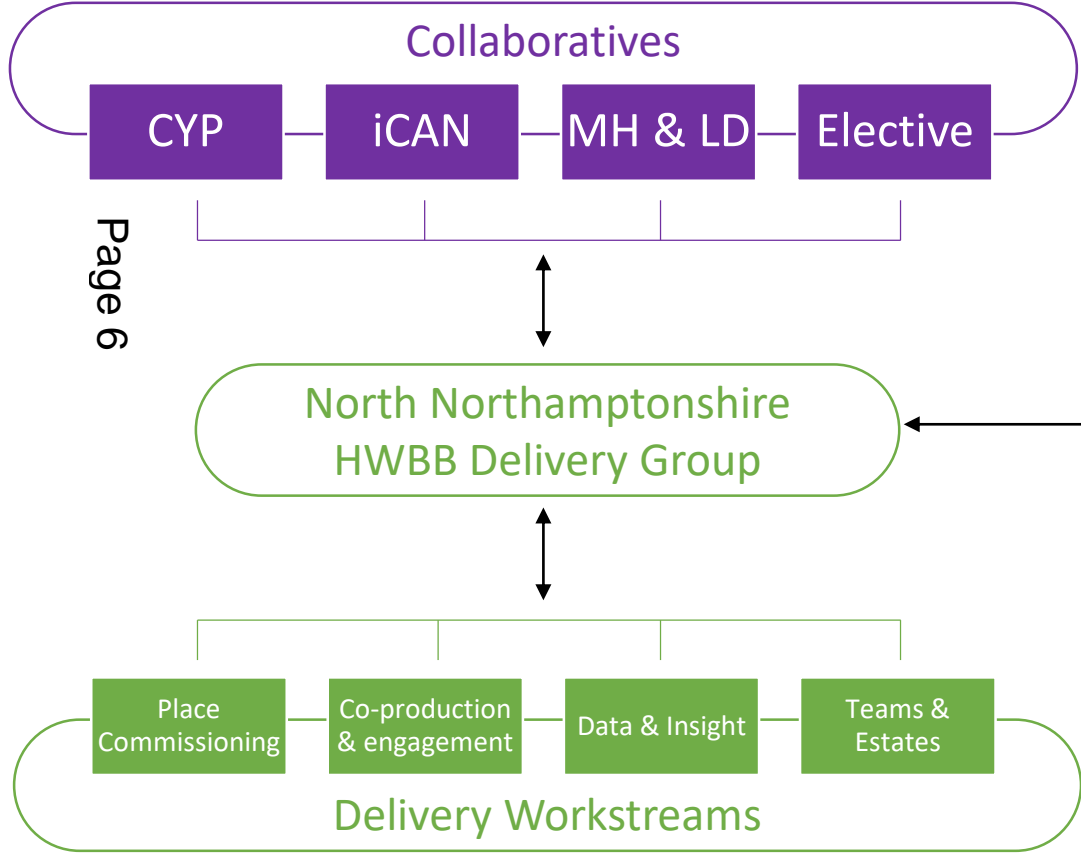 Collaboratives
CYP
iCAN
MH & LD
Elective
Page 6
North Northamptonshire
HWBB Delivery Group
Place
Commissioning
Co-production
& engagement
Data & Insight
Teams &
Estates
Delivery Workstreams